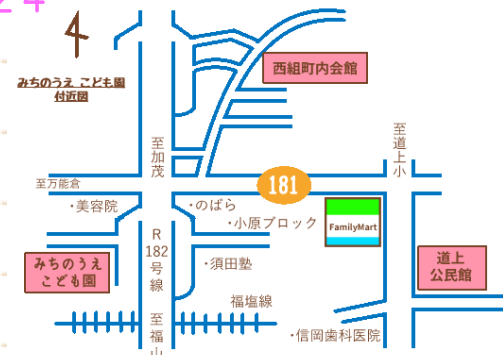 24
みちのうえ こども園
付近図
西組町内会館
至加茂
至道上小
至万能倉
181
・美容院
・のばら
・小原ブロック
FamilyMart
R
182
号線
みちのうえ
こども園
・須田塾
道上
公民館
福塩線
至福山
・信岡歯科医院